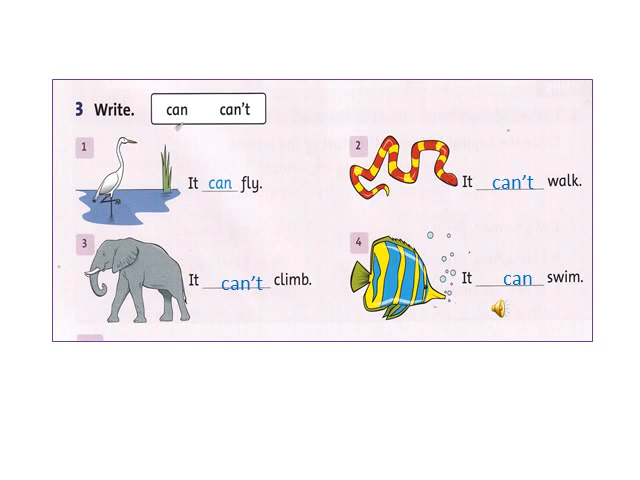 3 Write. can can't
1
It can fly.
2
It can't walk.
3
It can't climb.
4
It can swim.